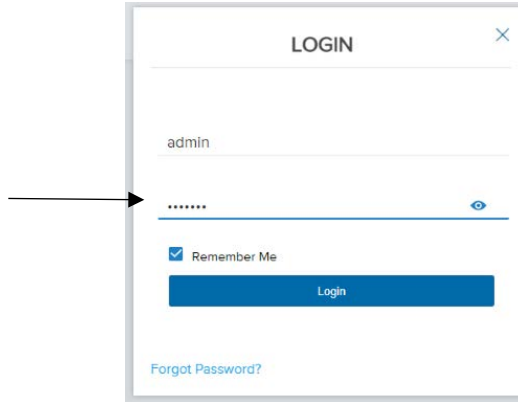 LOGIN
admin
•••••••
Remember Me
Login
Forgot Password?